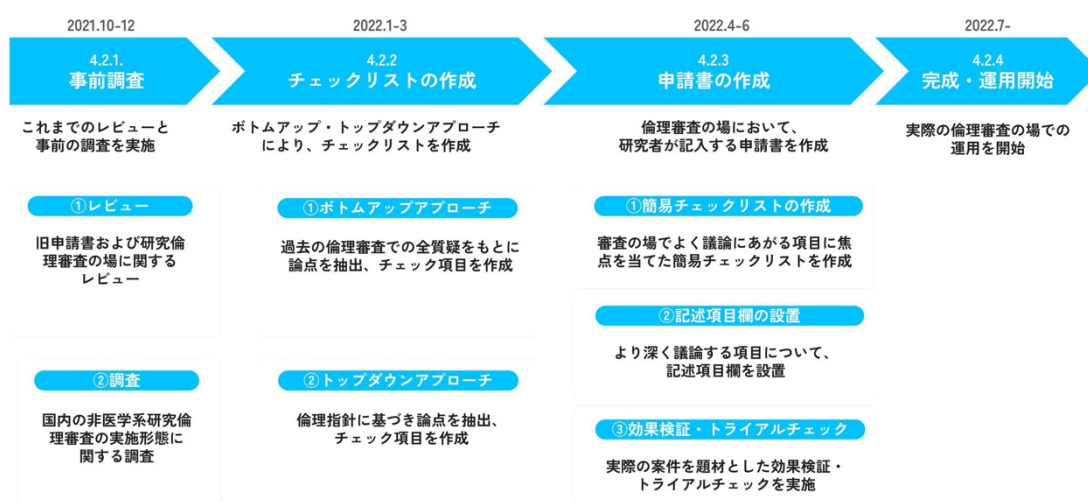 2021.10-12
4.2.1.
事前調査
これまでのレビューと
事前の調査を実施
①レビュー
旧申請書および研究倫
理審査の場に関する
レビュー
②調査
国内の非医学系研究倫
理審査の実施形態に
関する調査
2022.1-3
4.2.2
チェックリストの作成
ボトムアップ・トップダウンアプローチ
により、チェックリストを作成
①ボトムアップアプローチ
過去の倫理審査での全質疑をもとに
論点を抽出、チェック項目を作成
②トップダウンアプローチ
倫理指針に基づき論点を抽出、
チェック項目を作成
2022.4-6
4.2.3
申請書の作成
倫理審査の場において、
研究者が記入する申請書を作成
①簡易チェックリストの作成
審査の場でよく議論にあがる項目に焦
点を当てた簡易チェックリストを作成
②記述項目欄の設置
より深く議論する項目について、
記述項目欄を設置
③効果検証・トライアルチェック
実際の案件を題材とした効果検証・
トライアルチェックを実施
2022.7-
4.2.4
完成・運用開始
実際の倫理審査の場での
運用を開始